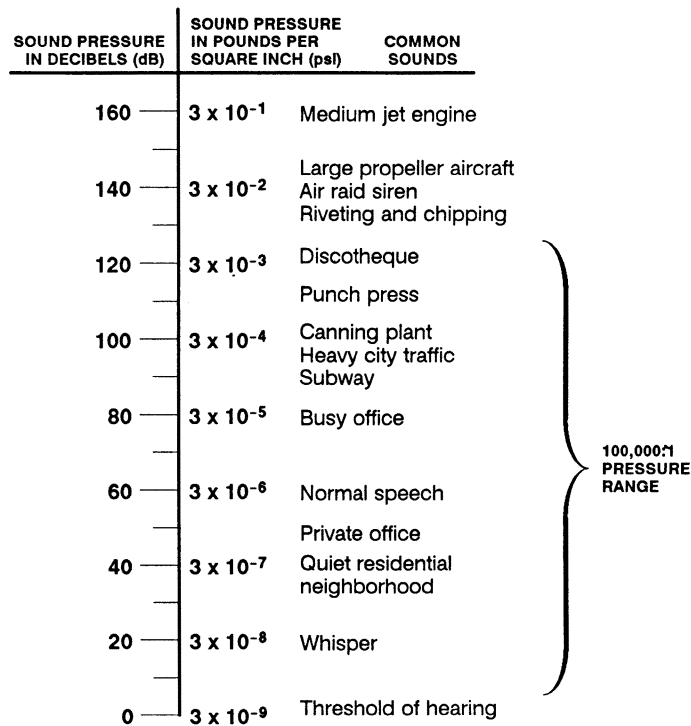 SOUND PRESSURE
IN DECIBELS (dB)
SOUND PRESSURE
IN POUNDS PER
SQUARE INCH (psi)
COMMON
SOUNDS
160 3 x 10⁻¹ Medium jet engine
Large propeller aircraft
140 3 x 10⁻² Air raid siren
Riveting and chipping
120 3 x 10⁻³ Discotheque
Punch press
100 3 x 10⁻⁴ Canning plant
Heavy city traffic
Subway
80 3 x 10⁻⁵ Busy office
100,000:1
PRESSURE
RANGE
60 3 x 10⁻⁶ Normal speech
Private office
40 3 x 10⁻⁷ Quiet residential
neighborhood
20 3 x 10⁻⁸ Whisper
0 3 x 10⁻⁹ Threshold of hearing